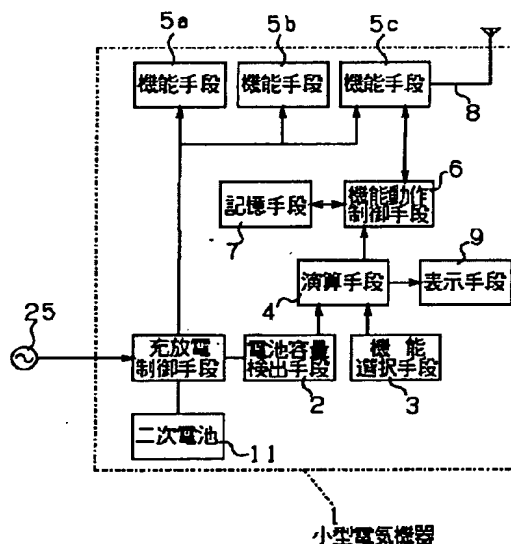 5a
5b
5c
機能手段
機能手段
機能手段
8
6
機能動作
制御手段
記憶手段
7
9
演算手段
表示手段
4
25
充放電
制御手段
電池容量
検出手段
機能
選択手段
2
3
二次電池
11
1
小型電気機器